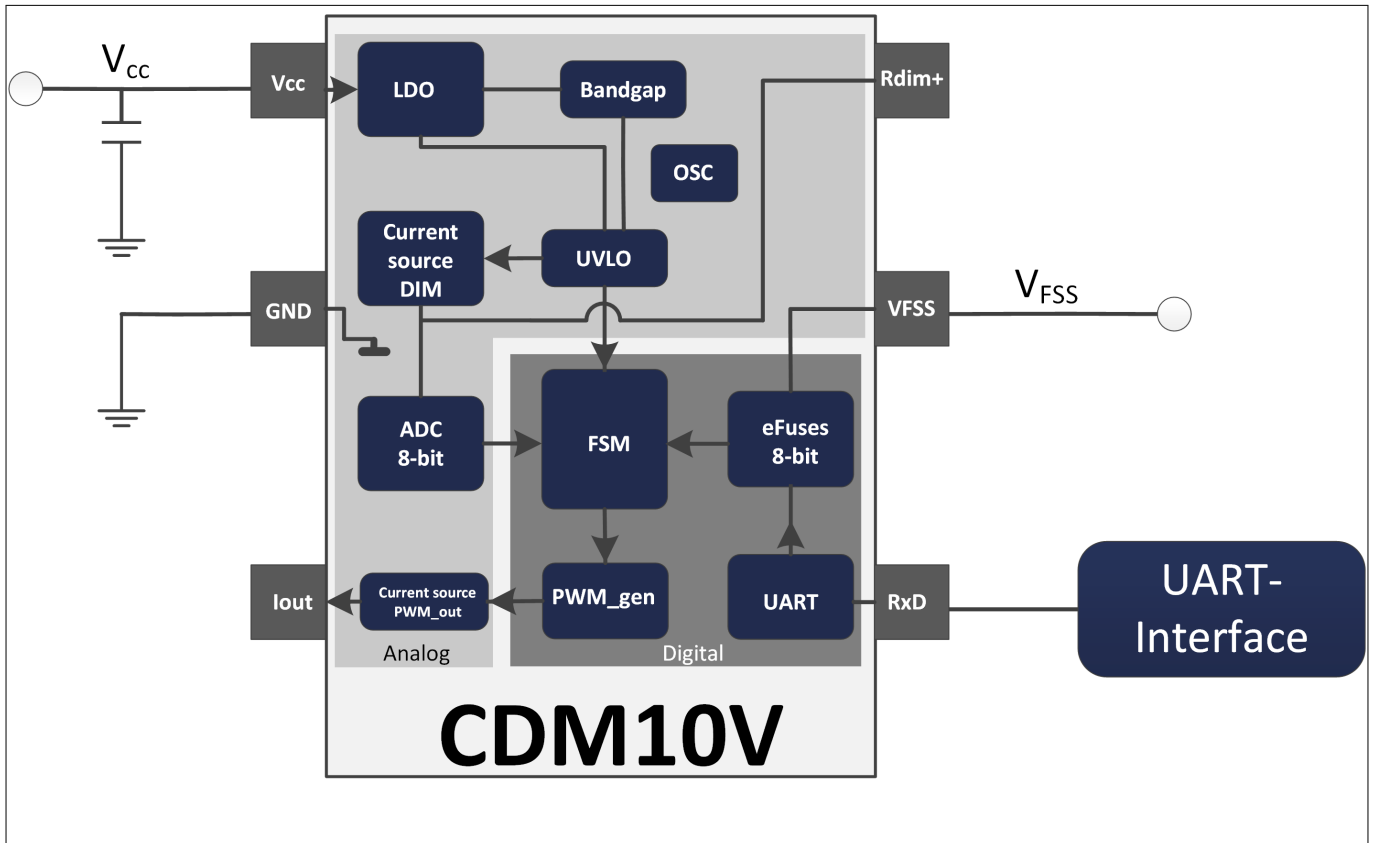 Vcc
Vcc
LDO
Bandgap
Rdim+
OSC
Current
source
DIM
UVLO
GND
VFSS
VFSS
ADC
8-bit
FSM
eFuses
8-bit
Iout
Current source
PWM_out
PWM_gen
UART
RxD
UART-
Interface
Analog
Digital
CDM10V